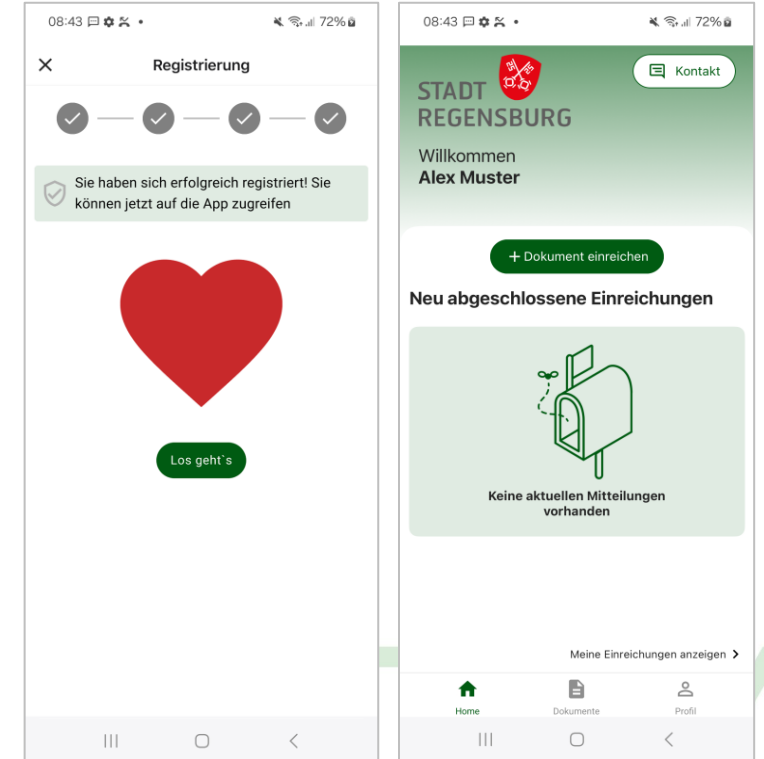 08:43
72%
Registrierung
Sie haben sich erfolgreich registriert! Sie
können jetzt auf die App zugreifen
Los geht`s
08:43
72%
STADT
REGENSBURG
Kontakt
Willkommen
Alex Muster
+ Dokument einreichen
Neu abgeschlossene Einreichungen
Keine aktuellen Mitteilungen
vorhanden
Meine Einreichungen anzeigen
Home
Dokumente
Profil